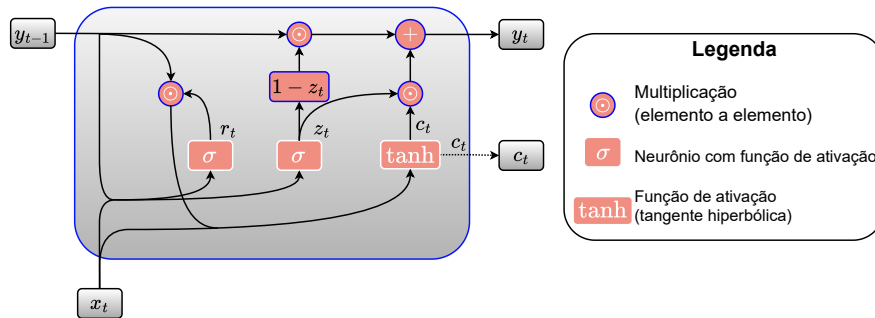 y_{t−1}
⊙
+
y_t
⊙
1 − z_t
⊙
r_t
z_t
c_t
σ
σ
tanh
c_t
c_t
x_t
Legenda
⊙
Multiplicação
(elemento a elemento)
σ
Neurônio com função de ativação
tanh
Função de ativação
(tangente hiperbólica)